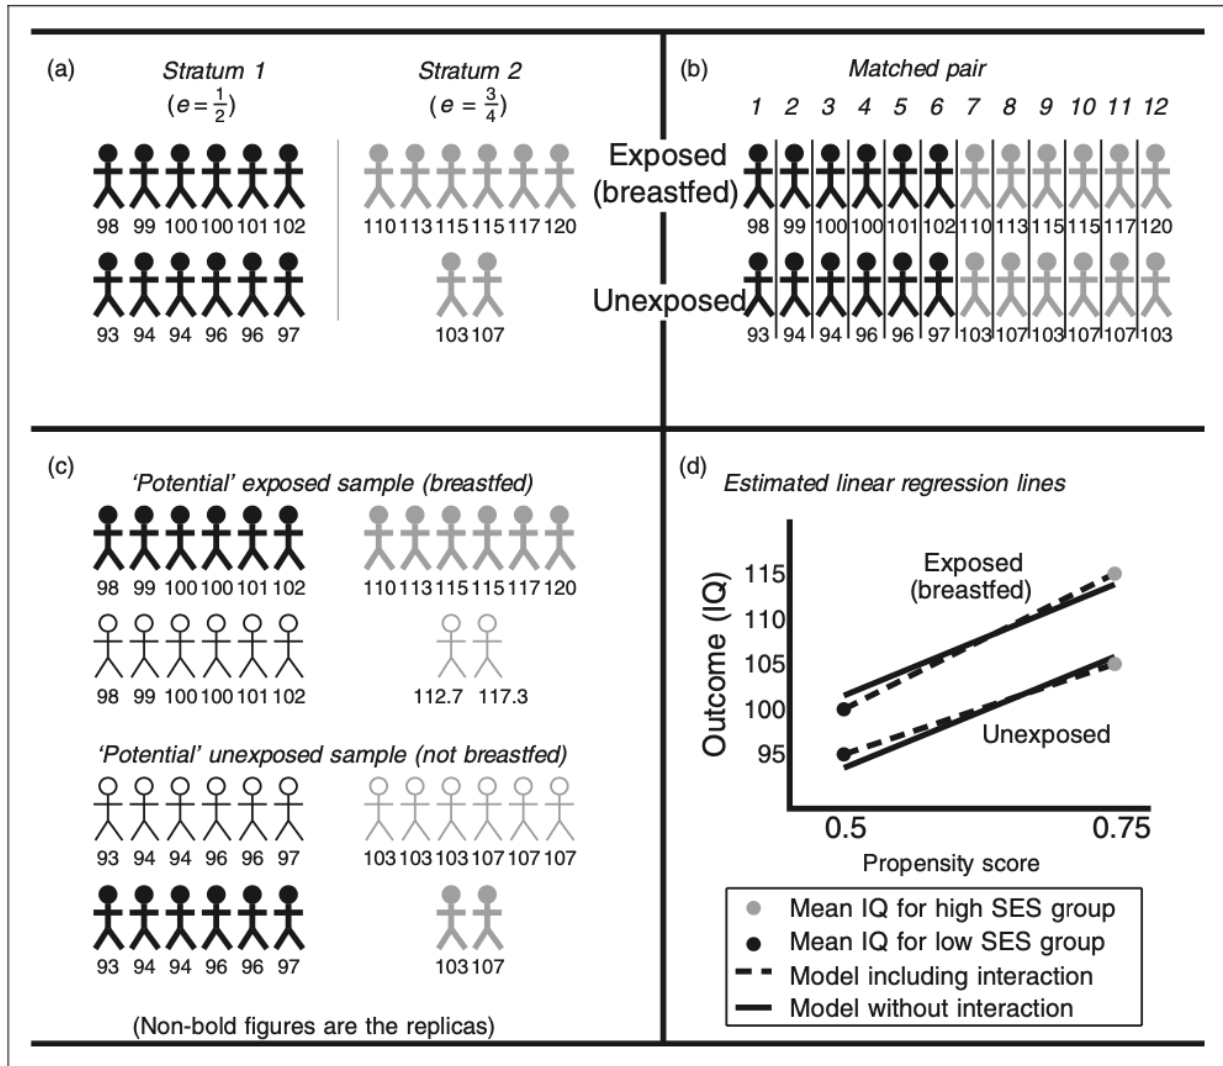 (a)
Stratum 1
(e = 1/2)
Stratum 2
(e = 3/4)
98 99 100 100 101 102
110 113 115 115 117 120
93 94 94 96 96 97
103 107
Exposed
(breastfed)
Unexposed
(b)
Matched pair
1 2 3 4 5 6 7 8 9 10 11 12
98 99 100 100 101 102 110 113 115 115 117 120
93 94 94 96 96 97 103 107 103 107 107 103
(c)
‘Potential’ exposed sample (breastfed)
98 99 100 100 101 102
110 113 115 115 117 120
98 99 100 100 101 102
112.7 117.3
‘Potential’ unexposed sample (not breastfed)
93 94 94 96 96 97
103 103 103 107 107 107
93 94 94 96 96 97
103 107
(Non-bold figures are the replicas)
(d)
Estimated linear regression lines
Outcome (IQ)
115
110
105
100
95
Exposed
(breastfed)
Unexposed
0.5 0.75
Propensity score
Mean IQ for high SES group
Mean IQ for low SES group
Model including interaction
Model without interaction